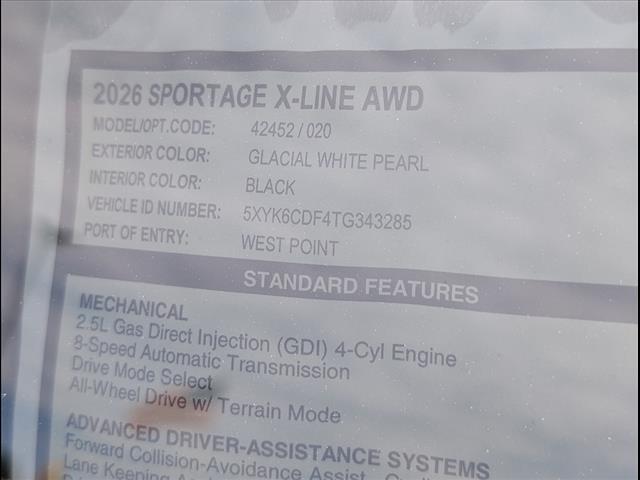 2026 SPORTAGE X-LINE AWD
MODEL/OPT.CODE: 42452 / 020
EXTERIOR COLOR: GLACIAL WHITE PEARL
INTERIOR COLOR: BLACK
VEHICLE ID NUMBER: 5XYK6CDF4TG343285
PORT OF ENTRY: WEST POINT
STANDARD FEATURES
MECHANICAL
2.5L Gas Direct Injection (GDI) 4-Cyl Engine
8-Speed Automatic Transmission
Drive Mode Select
All-Wheel Drive w/ Terrain Mode
ADVANCED DRIVER-ASSISTANCE SYSTEMS
Forward Collision-Avoidance Assist
Lane Keeping